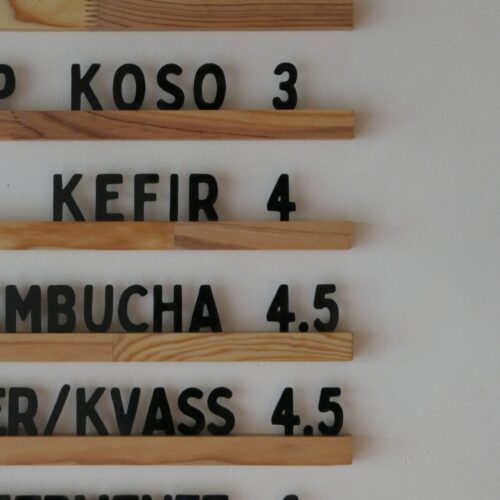 P KOSO 3
KEFIR 4
MBUCHA 4.5
ER/KVASS 4.5